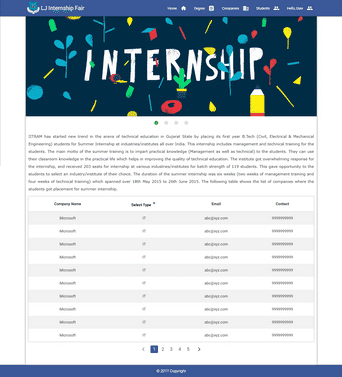 LJ Internship Fair
Home Degree Companies Students Hello, User
INTERNSHIP
ITRAM has started new trend in the arena of technical education in Gujarat State by placing its first year B.Tech (Civil, Electrical & Mechanical
Engineering) students for Summer Internship at industries/institutes all over India. This internship includes management and technical training for the
students. The main motto of the summer training is to impart practical knowledge (Management as well as technical) to the students. They can use
their classroom knowledge in the practical life which helps in improving the quality of technical education. The institute got overwhelming response for
the internship, and received 203 seats for internship at various industries/institutes for batch strength of 119 students. This gave opportunity to the
students to select an industry/institute of their choice. The duration of the summer internship was six weeks (two weeks of management training and
four weeks of technical training) which spanned over 18th May 2015 to 26th June 2015. The following table shows the list of companies where the
students got placement for summer internship.
Company Name Select Type Email Contact
Microsoft IT abc@xyz.com 9999999999
Microsoft IT abc@xyz.com 9999999999
Microsoft IT abc@xyz.com 9999999999
Microsoft IT abc@xyz.com 9999999999
Microsoft IT abc@xyz.com 9999999999
Microsoft IT abc@xyz.com 9999999999
Microsoft IT abc@xyz.com 9999999999
Microsoft IT abc@xyz.com 9999999999
Microsoft IT abc@xyz.com 9999999999
Microsoft IT abc@xyz.com 9999999999
< 1 2 3 4 5 >
Copyright